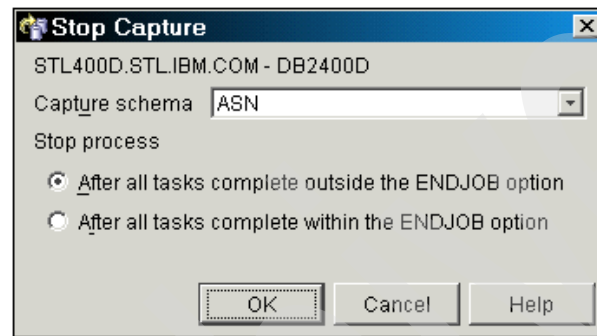 Stop Capture
STL400D.STL.IBM.COM - DB2400D
Capture schema ASN
Stop process
After all tasks complete outside the ENDJOB option
After all tasks complete within the ENDJOB option
OK Cancel Help